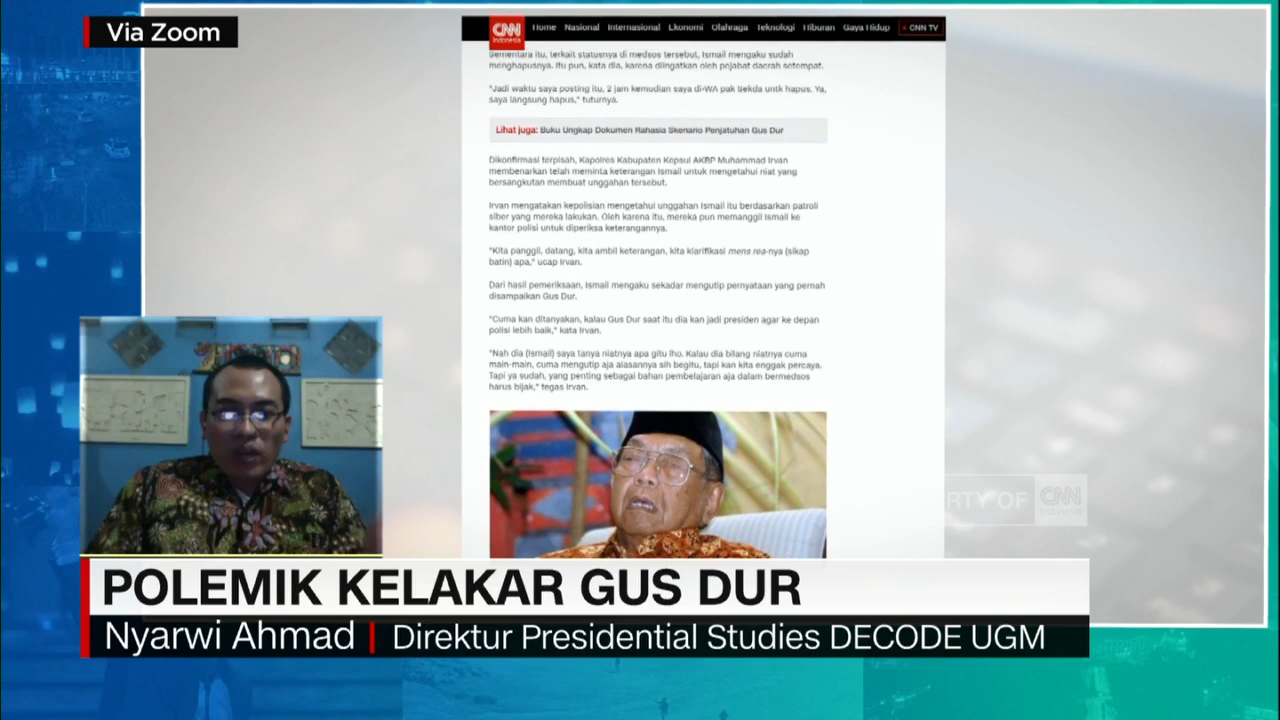 Via Zoom
CNN Indonesia
Home Nasional Internasional Ekonomi Olahraga Teknologi Hiburan Gaya Hidup CNN TV
Sementara itu, terkait statusnya di medsos tersebut, Ismail mengaku sudah
menghapusnya. Itu pun, kata dia, karena diingatkan oleh pejabat daerah setempat.
"Jadi waktu saya posting itu, 2 jam kemudian saya di-WA pak Sekda untk hapus. Ya,
saya langsung hapus," tuturnya.
Lihat juga: Buku Ungkap Dokumen Rahasia Skenario Penjatuhan Gus Dur
Dikonfirmasi terpisah, Kapolres Kabupaten Kepsul AKBP Muhammad Irvan
membenarkan telah meminta keterangan Ismail untuk mengetahui niat yang
bersangkutan membuat unggahan tersebut.
Irvan mengatakan kepolisian mengetahui unggahan Ismail itu berdasarkan patroli
siber yang mereka lakukan. Oleh karena itu, mereka pun memanggil Ismail ke
kantor polisi untuk diperiksa keterangannya.
"Kita panggil, datang, kita ambil keterangan, kita klarifikasi mens rea-nya (sikap
batin) apa," ucap Irvan.
Dari hasil pemeriksaan, Ismail mengaku sekadar mengutip pernyataan yang pernah
disampaikan Gus Dur.
"Cuma kan ditanyakan, kalau Gus Dur saat itu dia kan jadi presiden agar ke depan
polisi lebih baik," kata Irvan.
"Nah dia (Ismail) saya tanya niatnya apa gitu lho. Kalau dia bilang niatnya cuma
main-main, cuma mengutip aja alasannya sih begitu, tapi kan kita enggak percaya.
Tapi ya sudah, yang penting sebagai bahan pembelajaran aja dalam bermedsos
harus bijak," tegas Irvan.
RTY OF CNN Indonesia
POLEMIK KELAKAR GUS DUR
Nyarwi Ahmad | Direktur Presidential Studies DECODE UGM